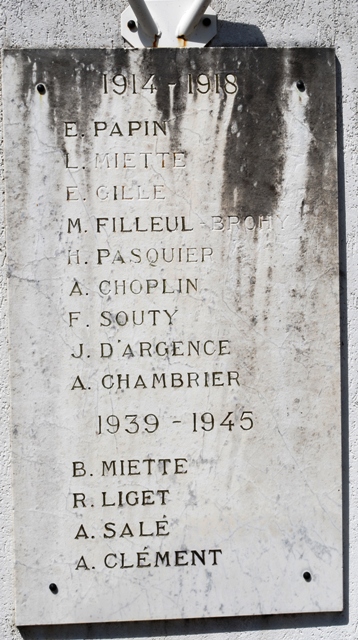 1914 - 1918
E. PAPIN
L. MIETTE
E. GILLE
M. FILLEUL-BROHY
H. PASQUIER
A. CHOPLIN
F. SOUTY
J. D'ARGENCE
A. CHAMBRIER
1939 - 1945
B. MIETTE
R. LIGET
A. SALÉ
A. CLÉMENT